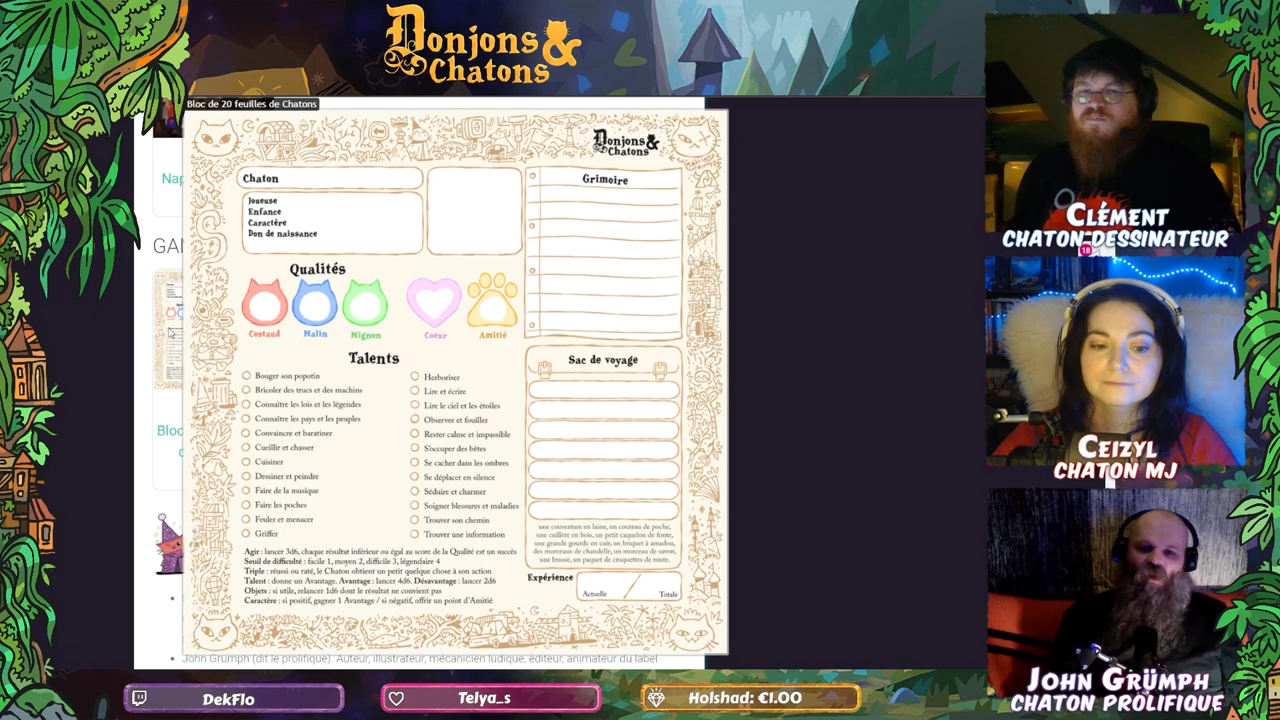 Donjons &
Chatons
Bloc de 20 feuilles de Chatons
Donjons &
Chatons
Chaton
Joueuse
Enfance
Caractère
Don de naissance
Grimoire
Qualités
Costaud
Malin
Mignon
Coeur
Amitié
Talents
Bouger son popotin
Bricoler des trucs et des machins
Connaître les lois et les légendes
Connaître les pays et les peuples
Convaincre et baratiner
Cueillir et chasser
Cuisiner
Dessiner et peindre
Faire de la musique
Faire les poches
Feuler et menacer
Griffer
Herboriser
Lire et écrire
Lire le ciel et les étoiles
Observer et fouiller
Rester calme et impassible
S'occuper des bêtes
Se cacher dans les ombres
Se déplacer en silence
Séduire et charmer
Soigner blessures et maladies
Trouver son chemin
Trouver une information
Sac de voyage
une couverture en laine, un couteau de poche,
une cuillère en bois, un petit caquelon de fonte,
une grande gourde en cuir, un briquet à amadou,
des morceaux de chandelle, un morceau de savon,
une brosse, un paquet de croquettes de route.
Expérience
Actuelle
Totale
Agir : lancer 3d6, chaque résultat inférieur ou égal au score de la Qualité est un succès
Seuil de difficulté : facile 1, moyen 2, difficile 3, légendaire 4
Triple : réussi ou raté, le Chaton obtient un petit quelque chose à son action
Talent : donne un Avantage. Avantage : lancer 4d6. Désavantage : lancer 2d6
Objets : si utile, relancer 1d6 dont le résultat ne convient pas
Caractère : si positif, gagner 1 Avantage / si négatif, offrir un point d'Amitié
Nap
GAM
Bloc
John Grümph (dit le prolifique). Auteur, illustrateur, mécanicien ludique, éditeur, animateur du label
Clément
Chaton dessinateur
18
Ceizyl
Chaton MJ
John Grümph
Chaton prolifique
DekFlo
Telya_s
Holshad: €1.00